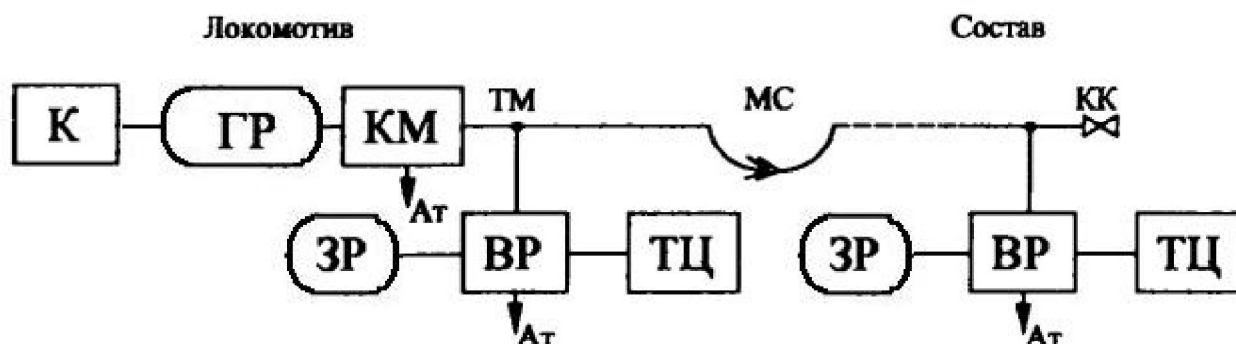 Локомотив Состав
К ГР КМ ТМ МС КК
Ат
ЗР ВР ТЦ ЗР ВР ТЦ
Ат Ат